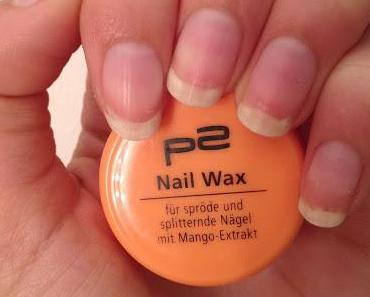 p2
Nail Wax
für spröde und
splitternde Nägel
mit Mango-Extrakt